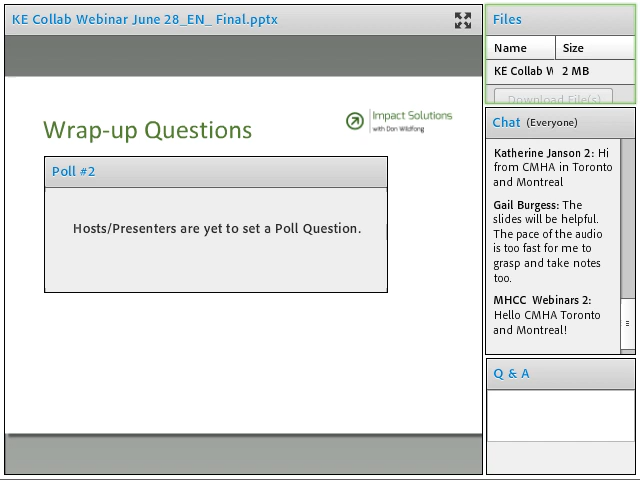 KE Collab Webinar June 28_EN_ Final.pptx
Wrap-up Questions
Impact Solutions
with Don Wildfong
Poll #2
Hosts/Presenters are yet to set a Poll Question.
Files
Name Size
KE Collab W 2 MB
Download File(s)
Chat (Everyone)
Katherine Janson 2: Hi
from CMHA in Toronto
and Montreal
Gail Burgess: The
slides will be helpful.
The pace of the audio
is too fast for me to
grasp and take notes
too.
MHCC Webinars 2:
Hello CMHA Toronto
and Montreal!
Q & A